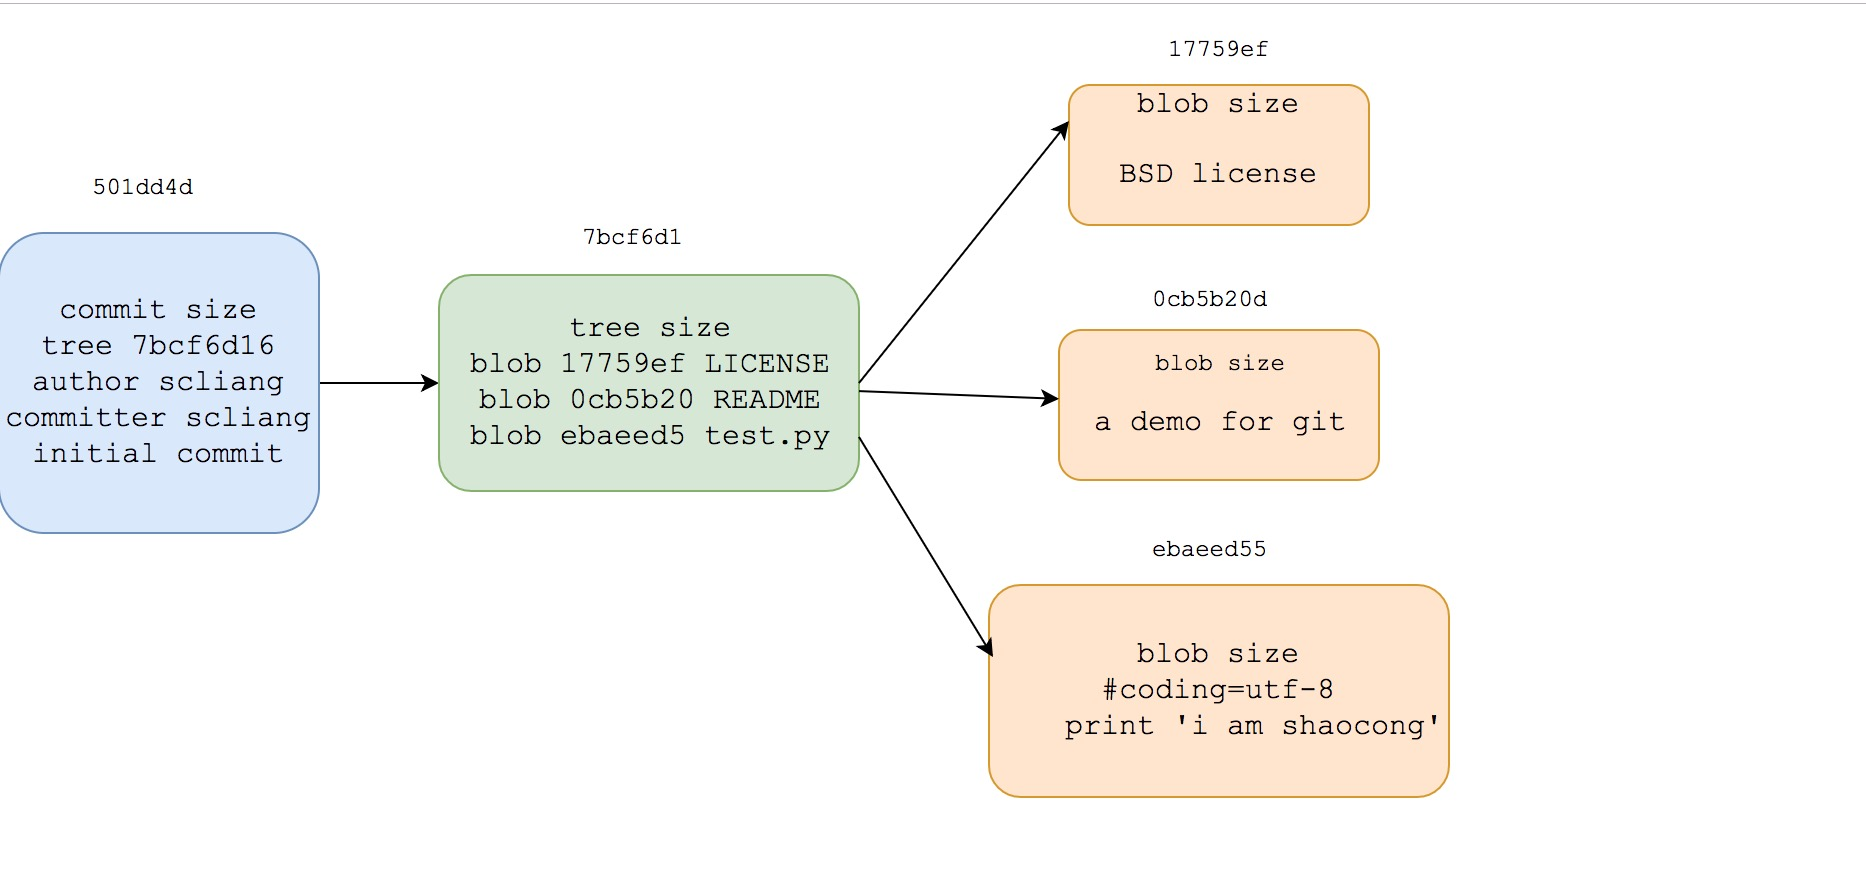 501dd4d
commit size
tree 7bcf6d16
author scliang
committer scliang
initial commit
7bcf6d1
tree size
blob 17759ef LICENSE
blob 0cb5b20 README
blob ebaeed5 test.py
17759ef
blob size
BSD license
0cb5b20d
blob size
a demo for git
ebaeed55
blob size
#coding=utf-8
print 'i am shaocong'